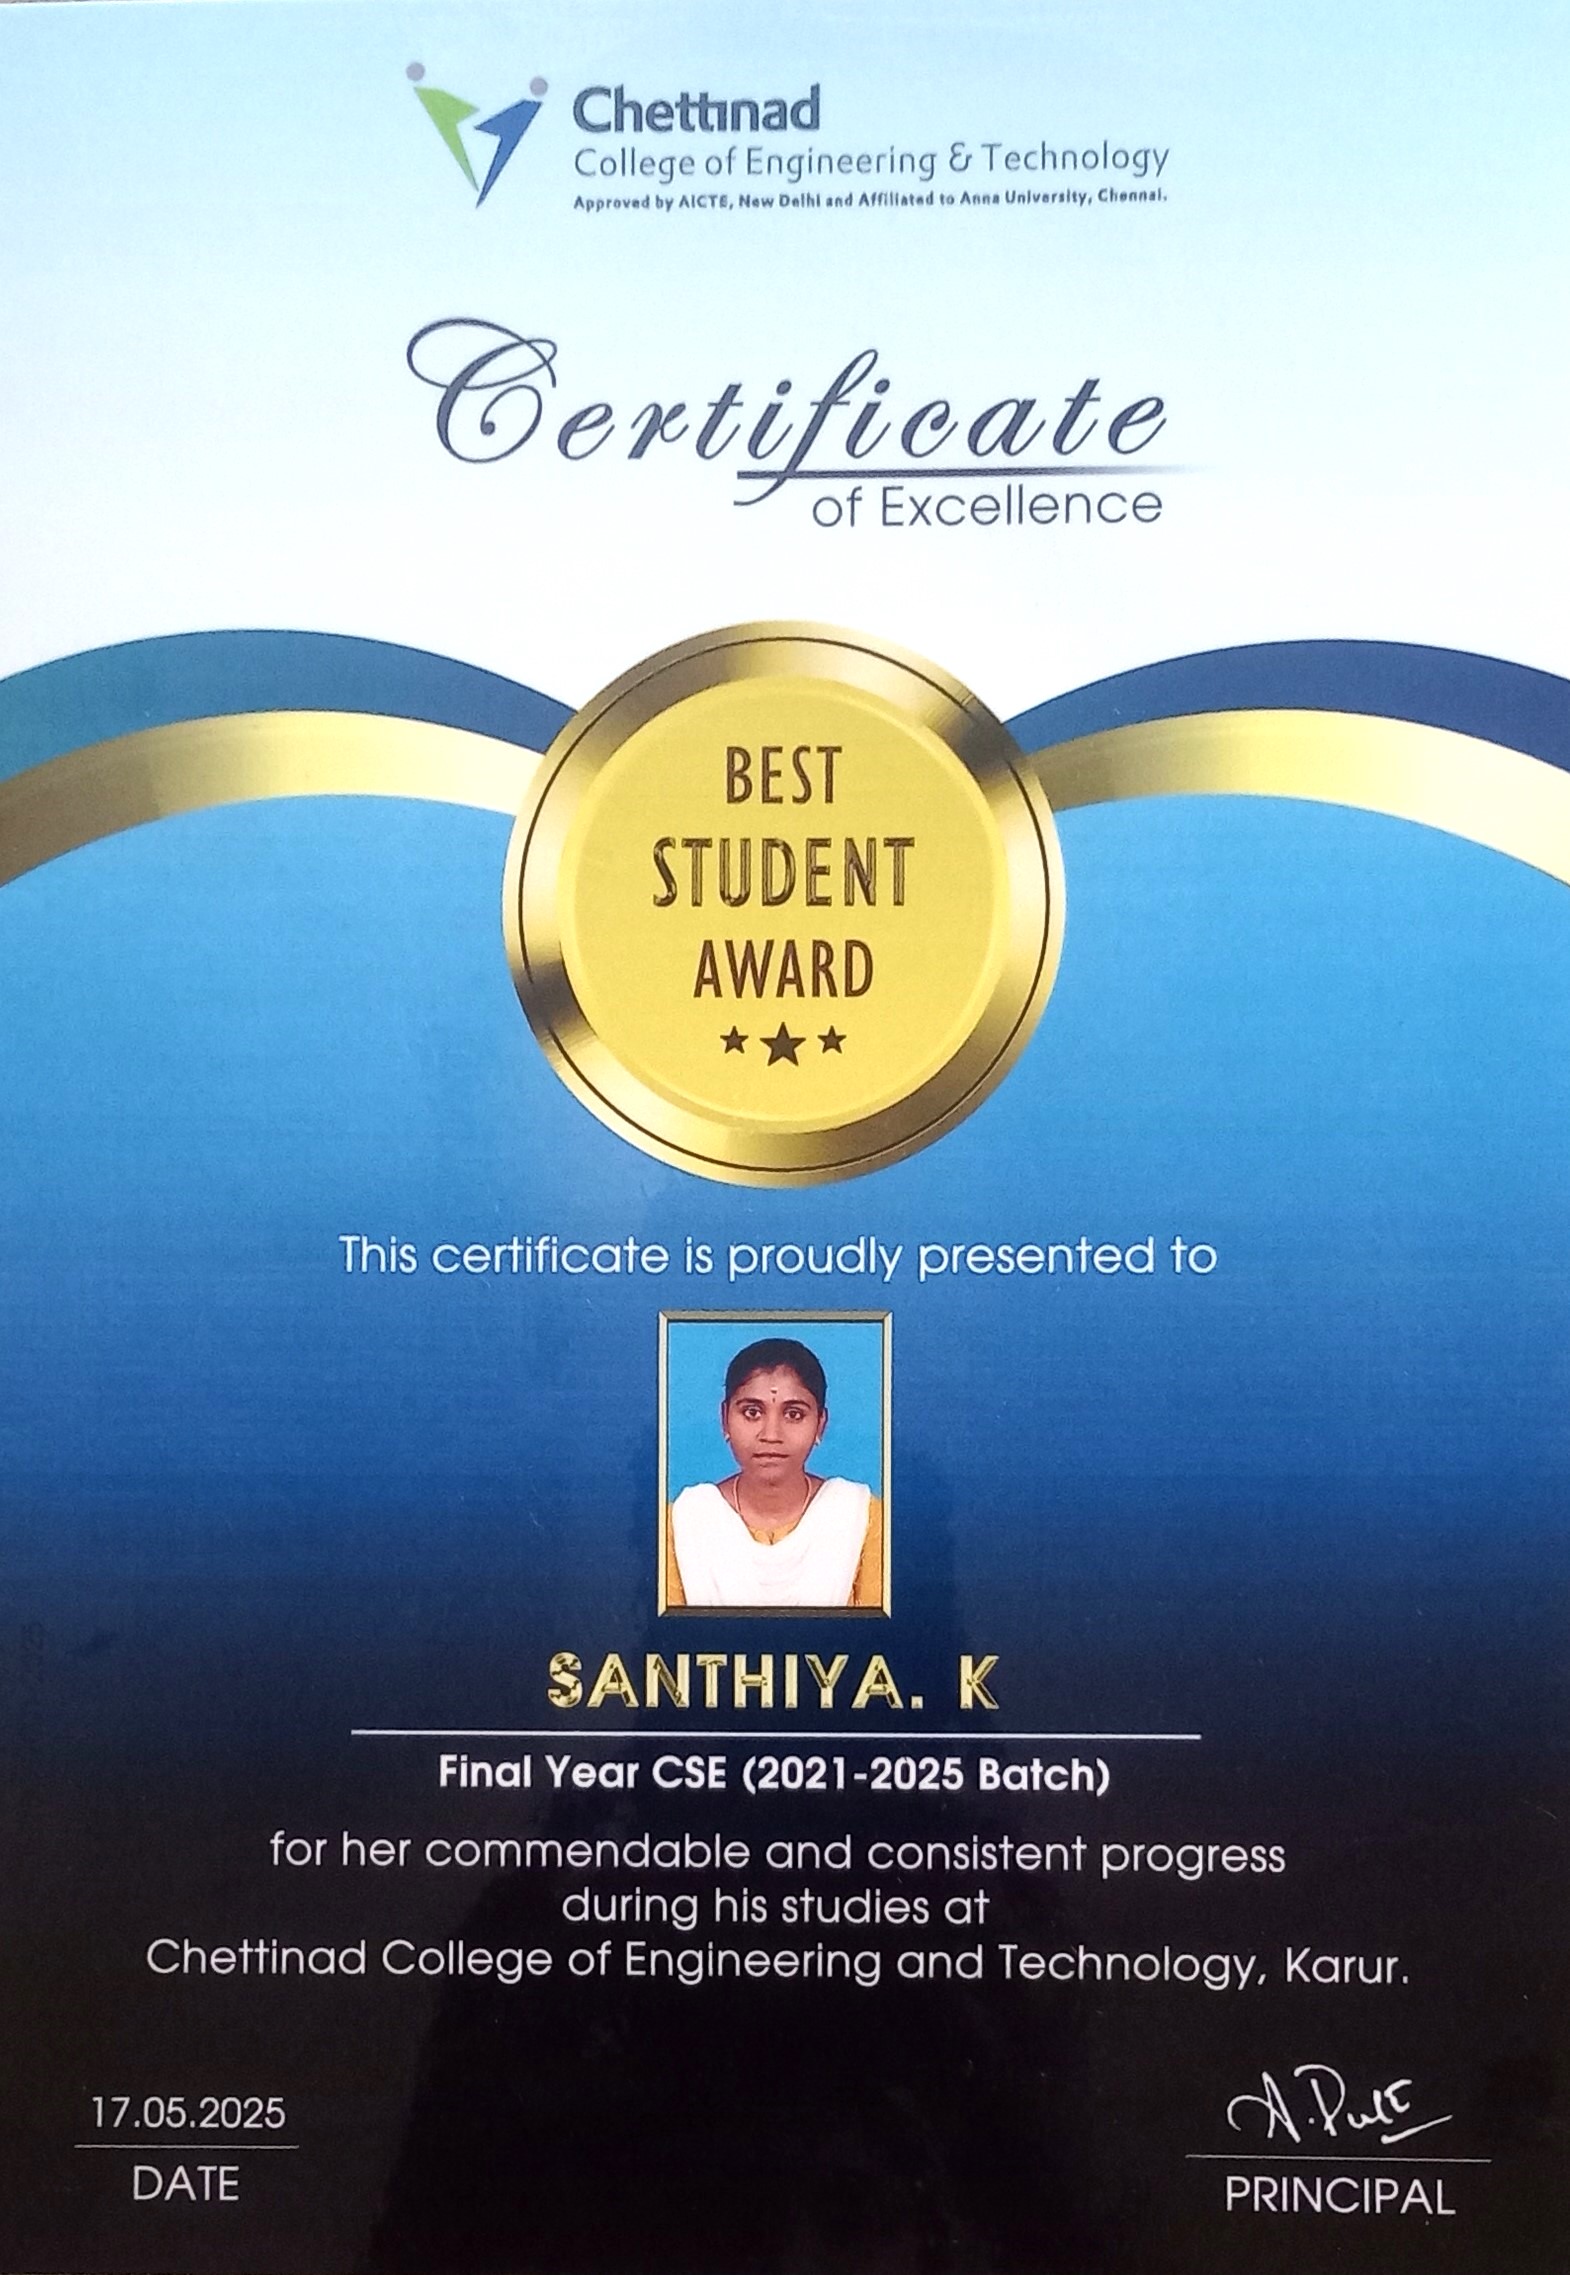 Chettinad
College of Engineering & Technology
Approved by AICTE, New Delhi and Affiliated to Anna University, Chennai.
Certificate
of Excellence
BEST
STUDENT
AWARD
This certificate is proudly presented to
SANTHIYA. K
Final Year CSE (2021-2025 Batch)
for her commendable and consistent progress
during his studies at
Chettinad College of Engineering and Technology, Karur.
17.05.2025
DATE
PRINCIPAL